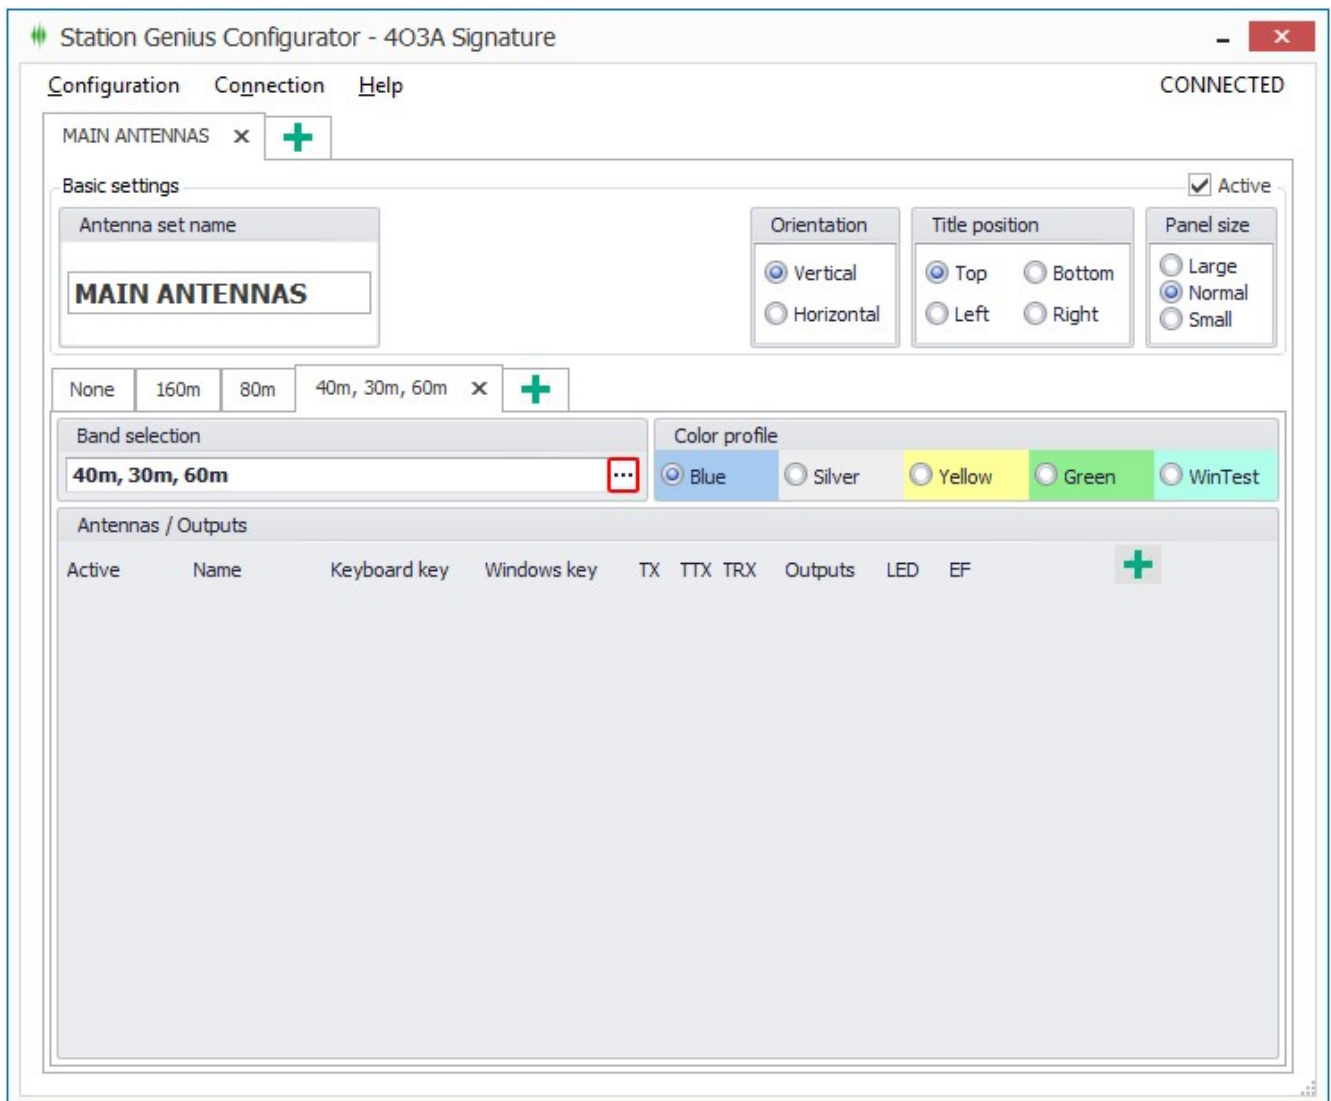 Station Genius Configurator - 4O3A Signature
Configuration Connection Help CONNECTED
MAIN ANTENNAS
Basic settings Active
Antenna set name Orientation Title position Panel size
MAIN ANTENNAS
Vertical Top Bottom Large
Normal
Horizontal Left Right Small
None 160m 80m 40m, 30m, 60m
Band selection Color profile
40m, 30m, 60m ... Blue Silver Yellow Green WinTest
Antennas / Outputs
Active Name Keyboard key Windows key TX TTX TRX Outputs LED EF